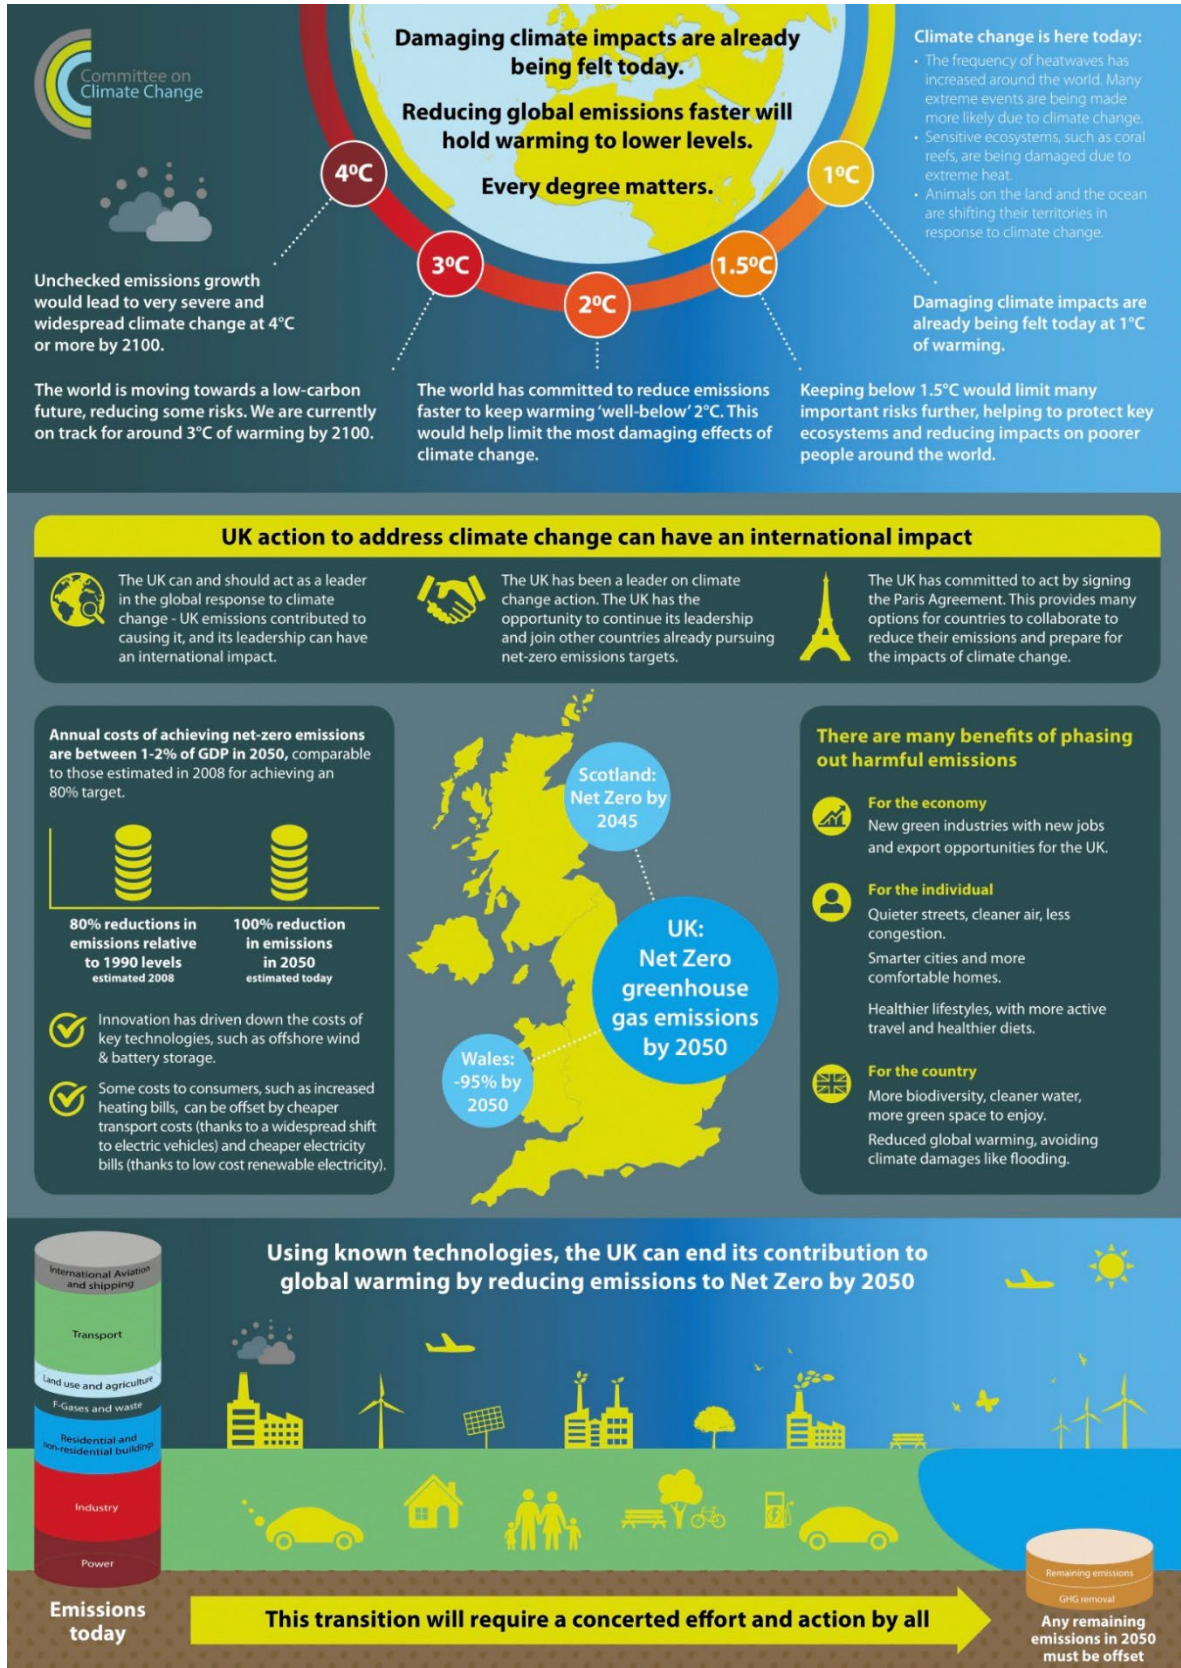 Committee on
Climate Change
Damaging climate impacts are already
being felt today.
Reducing global emissions faster will
hold warming to lower levels.
Every degree matters.
Climate change is here today:
• The frequency of heatwaves has
increased around the world. Many
extreme events are being made
more likely due to climate change.
• Sensitive ecosystems, such as coral
reefs, are being damaged due to
extreme heat.
• Animals on the land and the ocean
are shifting their territories in
response to climate change.
4ºC
3ºC
2ºC
1.5ºC
1ºC
Unchecked emissions growth
would lead to very severe and
widespread climate change at 4°C
or more by 2100.
Damaging climate impacts are
already being felt today at 1°C
of warming.
The world is moving towards a low-carbon
future, reducing some risks. We are currently
on track for around 3°C of warming by 2100.
The world has committed to reduce emissions
faster to keep warming ‘well-below’ 2°C. This
would help limit the most damaging effects of
climate change.
Keeping below 1.5°C would limit many
important risks further, helping to protect key
ecosystems and reducing impacts on poorer
people around the world.
UK action to address climate change can have an international impact
The UK can and should act as a leader
in the global response to climate
change - UK emissions contributed to
causing it, and its leadership can have
an international impact.
The UK has been a leader on climate
change action. The UK has the
opportunity to continue its leadership
and join other countries already pursuing
net-zero emissions targets.
The UK has committed to act by signing
the Paris Agreement. This provides many
options for countries to collaborate to
reduce their emissions and prepare for
the impacts of climate change.
Annual costs of achieving net-zero emissions
are between 1-2% of GDP in 2050, comparable
to those estimated in 2008 for achieving an
80% target.
80% reductions in
emissions relative
to 1990 levels
estimated 2008
100% reduction
in emissions
in 2050
estimated today
Innovation has driven down the costs of
key technologies, such as offshore wind
& battery storage.
Some costs to consumers, such as increased
heating bills, can be offset by cheaper
transport costs (thanks to a widespread shift
to electric vehicles) and cheaper electricity
bills (thanks to low cost renewable electricity).
Scotland:
Net Zero by
2045
UK:
Net Zero
greenhouse
gas emissions
by 2050
Wales:
-95% by
2050
There are many benefits of phasing
out harmful emissions
For the economy
New green industries with new jobs
and export opportunities for the UK.
For the individual
Quieter streets, cleaner air, less
congestion.
Smarter cities and more
comfortable homes.
Healthier lifestyles, with more active
travel and healthier diets.
For the country
More biodiversity, cleaner water,
more green space to enjoy.
Reduced global warming, avoiding
climate damages like flooding.
Using known technologies, the UK can end its contribution to
global warming by reducing emissions to Net Zero by 2050
International Aviation
and shipping
Transport
Land use and agriculture
F-Gases and waste
Residential and
non-residential buildings
Industry
Power
Emissions
today
This transition will require a concerted effort and action by all
Remaining emissions
GHG removal
Any remaining
emissions in 2050
must be offset